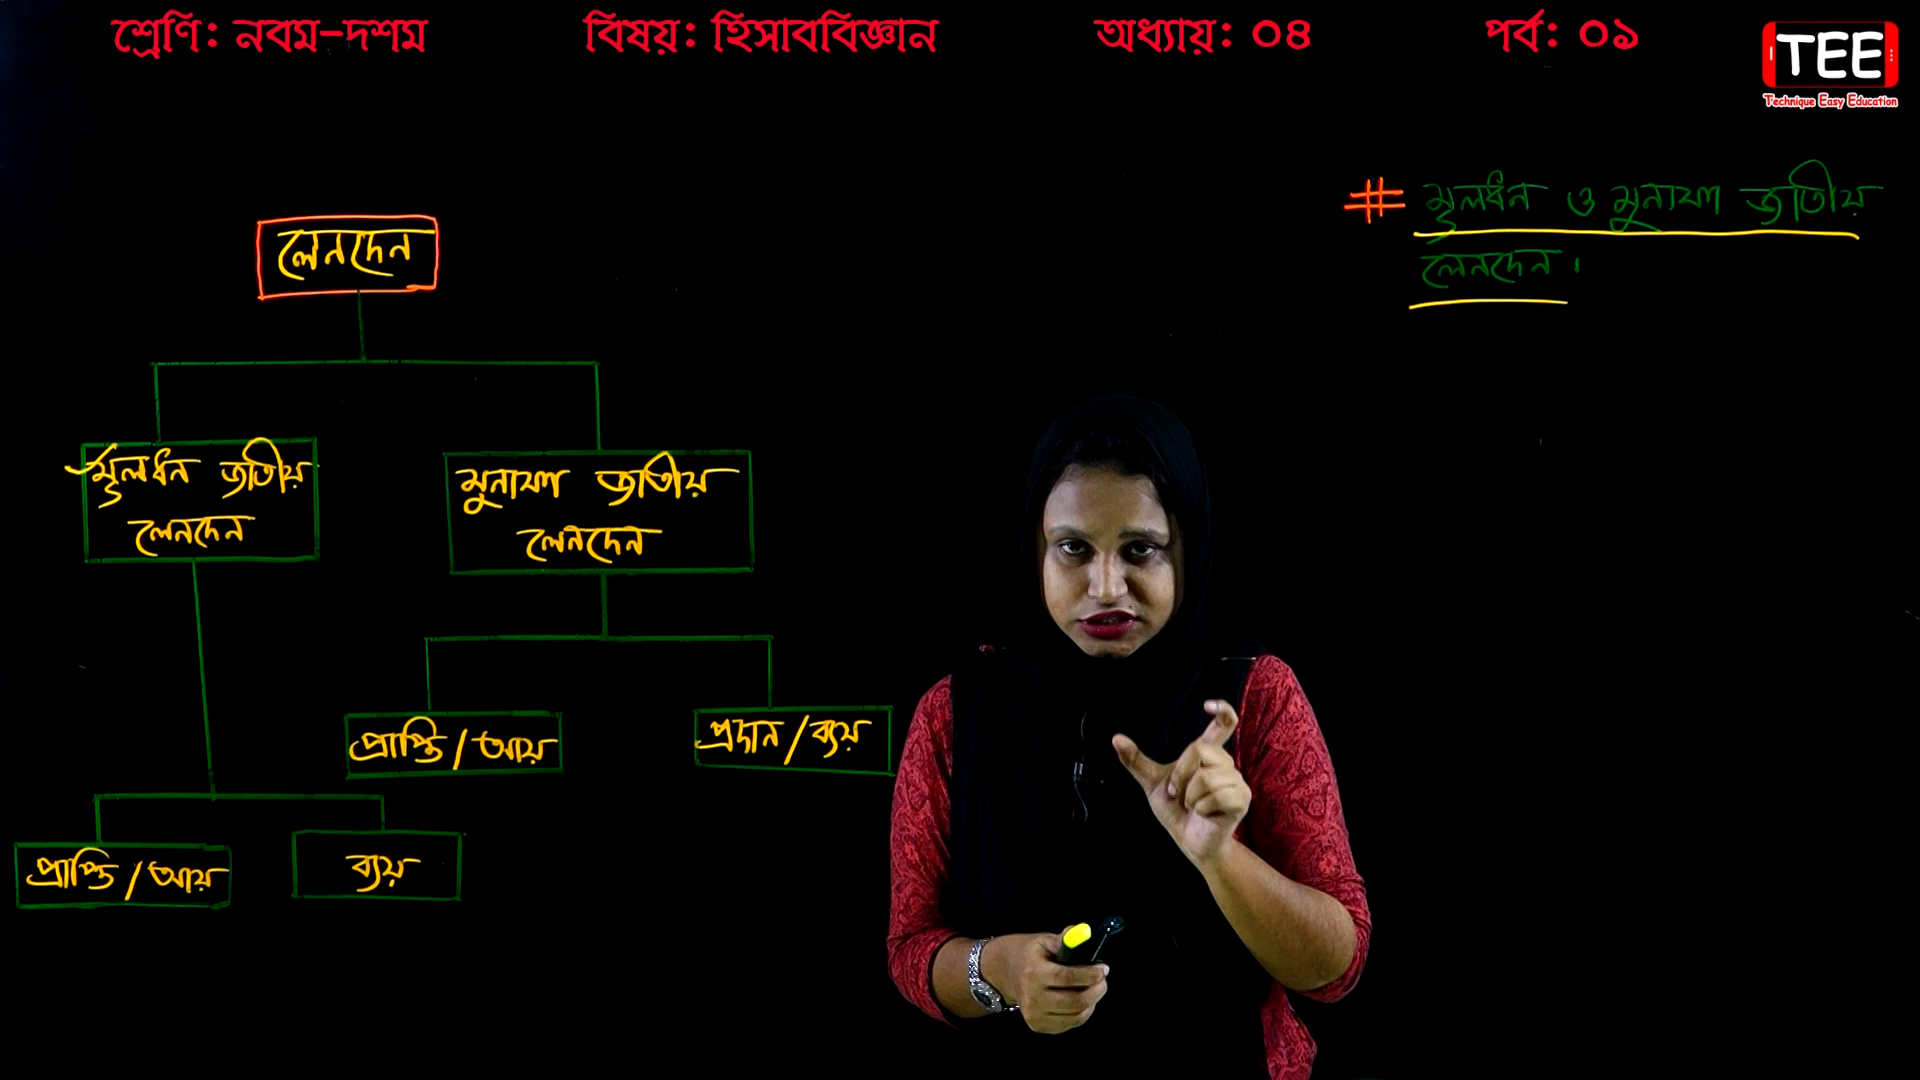 শ্রেণি: নবম-দশম
বিষয়: হিসাববিজ্ঞান
অধ্যায়: ০৪
পর্ব: ০১
TEE
Technique Easy Education
# মূলধন ও মুনাফা জাতীয়
লেনদেন।
লেনদেন
মূলধন জাতীয়
লেনদেন
মুনাফা জাতীয়
লেনদেন
প্রাপ্তি / আয়
প্রদান / ব্যয়
প্রাপ্তি / আয়
ব্যয়